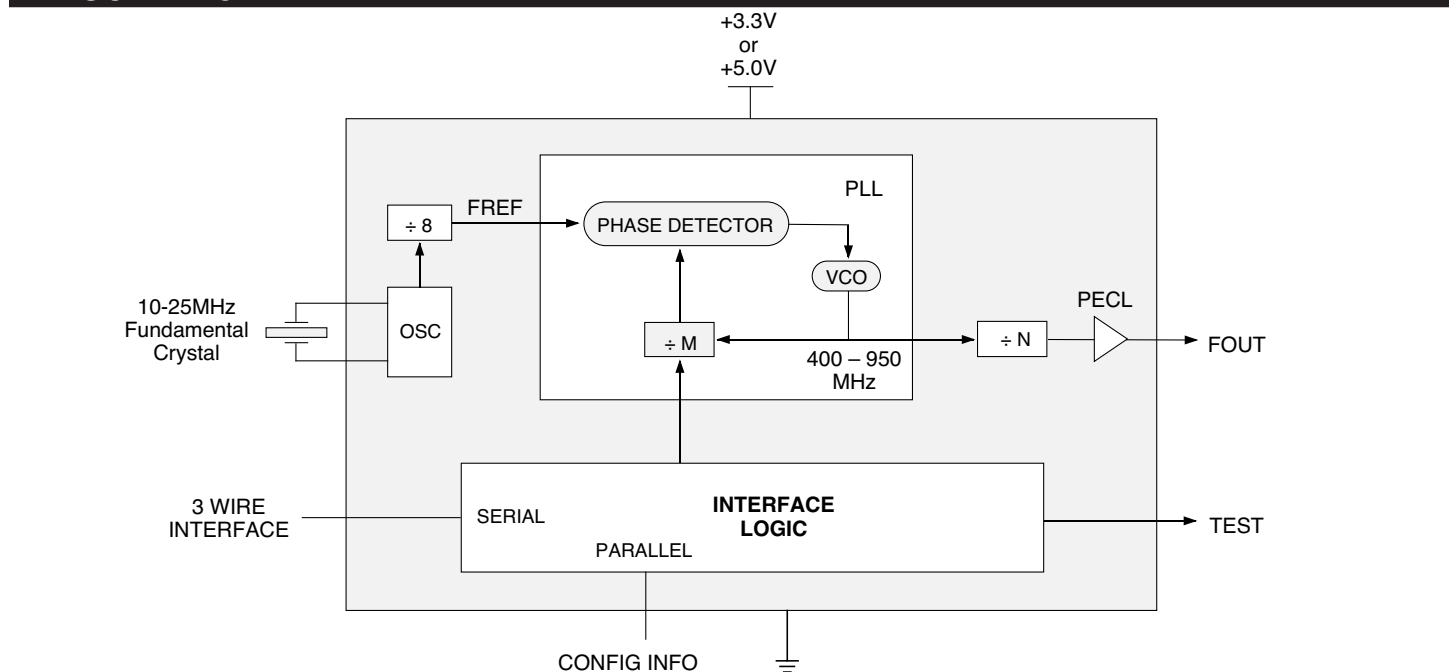 +3.3V
or
+5.0V
PLL
FREF
÷ 8
PHASE DETECTOR
VCO
10-25MHz
Fundamental
Crystal
OSC
PECL
÷ M
÷ N
FOUT
400 – 950
MHz
3 WIRE
INTERFACE
SERIAL
INTERFACE
LOGIC
PARALLEL
TEST
CONFIG INFO